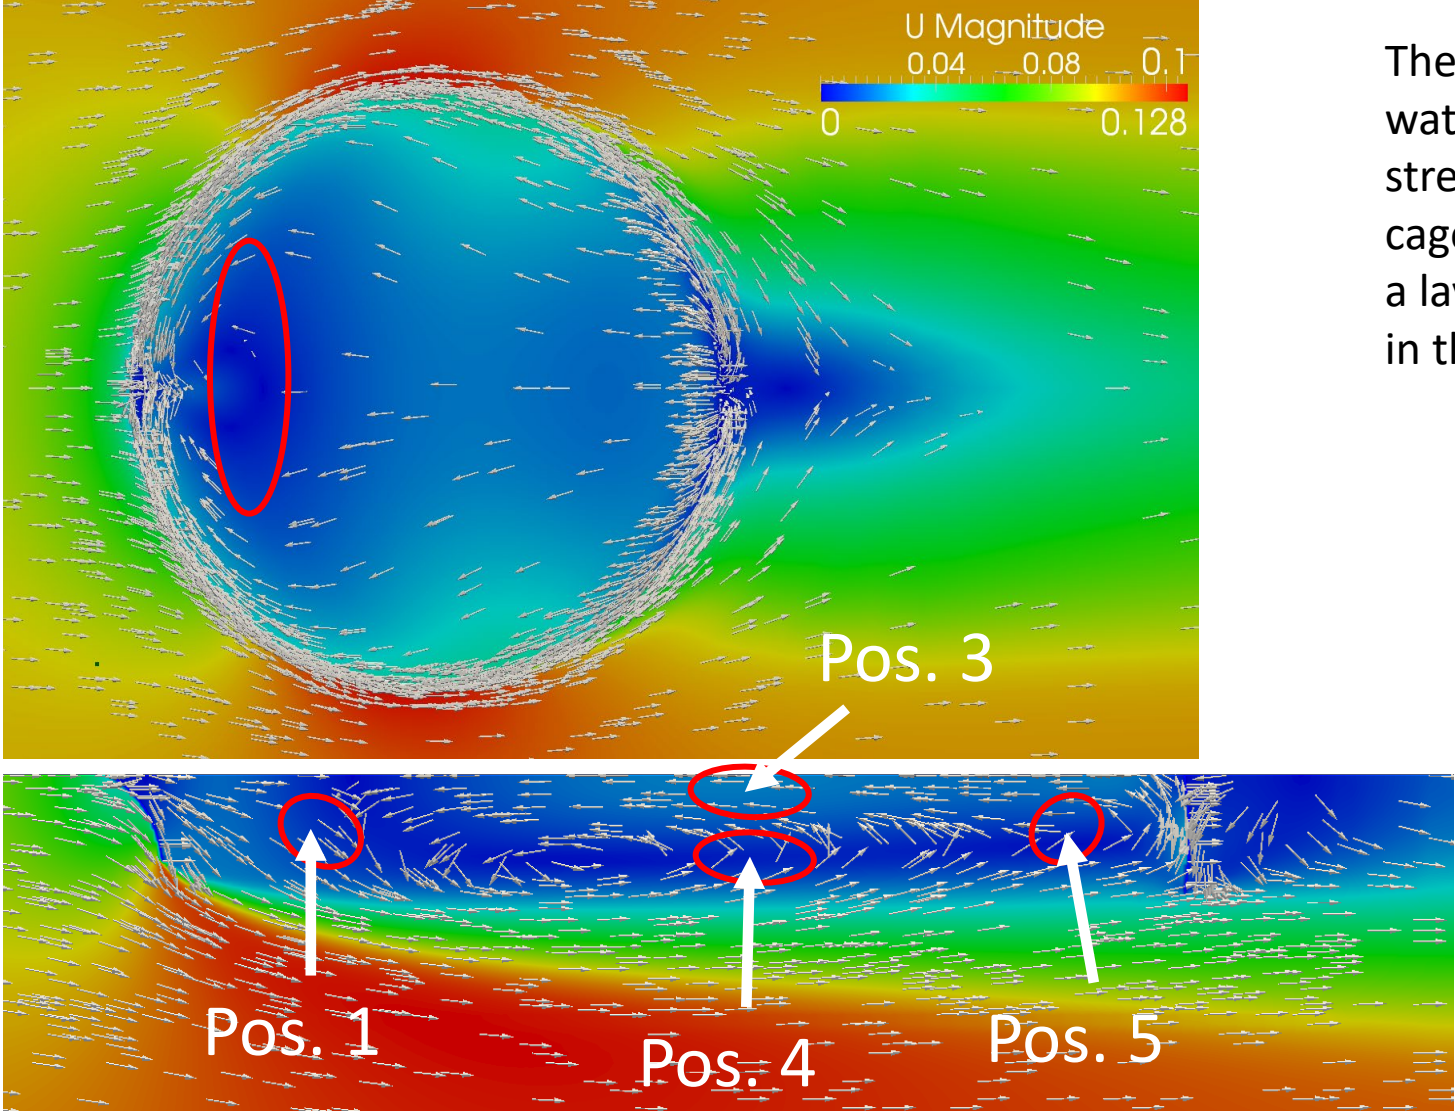 U Magnitude
0.04 0.08 0.1
0 0.128
The
wat
stre
cage
a la
in t
Pos. 3
Pos. 1
Pos. 4
Pos. 5